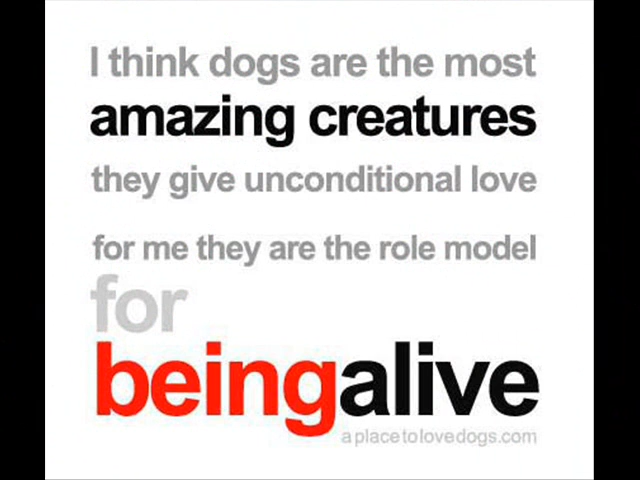 I think dogs are the most
amazing creatures
they give unconditional love
for me they are the role model
for
beingalive
aplacetolovedogs.com